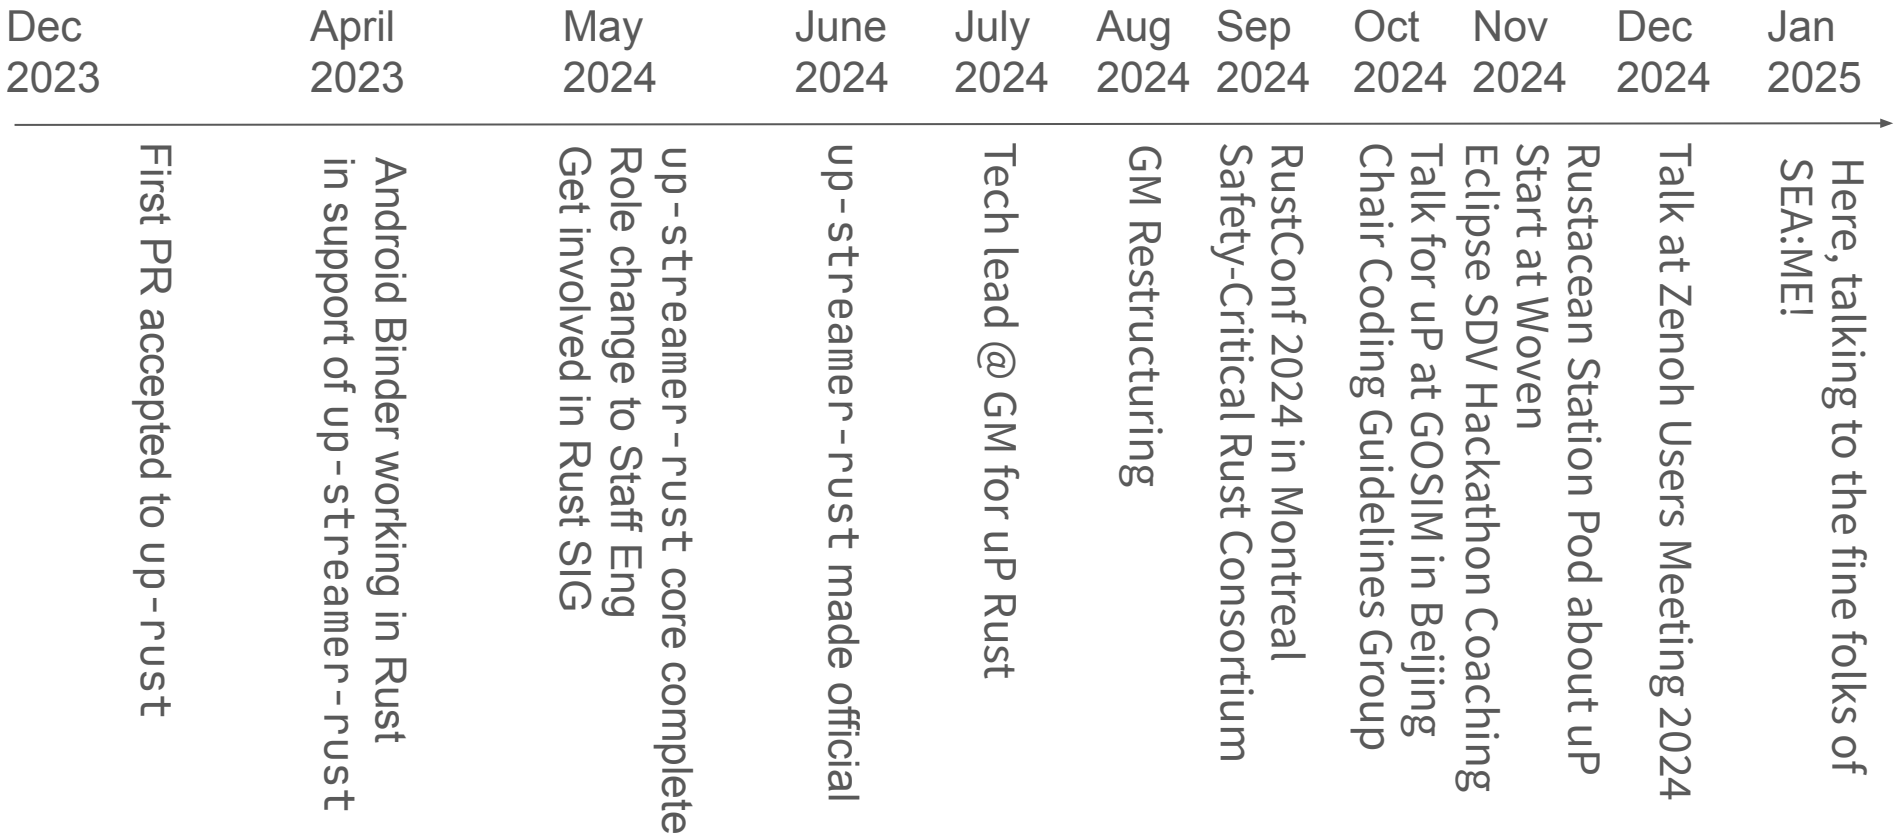 Dec
2023
April
2023
May
2024
June
2024
July
2024
Aug
2024
Sep
2024
Oct
2024
Nov
2024
Dec
2024
Jan
2025
First PR accepted to up-rust
Android Binder working in Rust
in support of up-streamer-rust
up-streamer-rust core complete
Role change to Staff Eng
Get involved in Rust SIG
up-streamer-rust made official
Tech lead @ GM for uP Rust
GM Restructuring
RustConf 2024 in Montreal
Safety-Critical Rust Consortium
Talk for uP at GOSIM in Beijing
Chair Coding Guidelines Group
Rustacean Station Pod about uP
Start at Woven
Eclipse SDV Hackathon Coaching
Talk at Zenoh Users Meeting 2024
Here, talking to the fine folks of
SEA:ME!